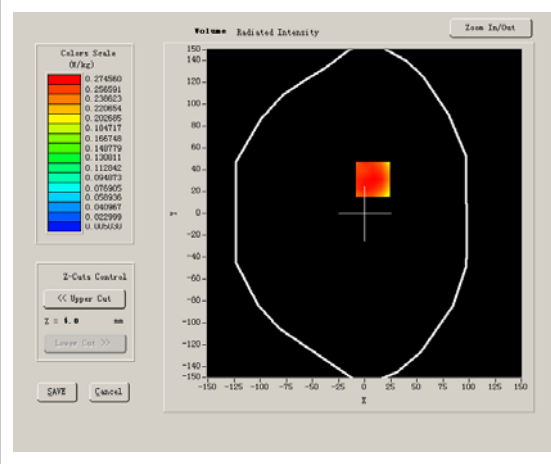 Volume Radiated Intensity
Zoom In/Out
Colors Scale
(W/kg)
0.274560
0.256591
0.238623
0.220654
0.202685
0.184717
0.166748
0.148779
0.130811
0.112842
0.094873
0.076905
0.058936
0.040967
0.022999
0.005030
Z-Cuts Control
<< Upper Cut
Z = 4.0 mm
Lower Cut >>
SAVE
Cancel
150
140
120
100
80
60
40
20
0
-20
-40
-60
-80
-100
-120
-140
-150
Y
-150 -125 -100 -75 -50 -25 0 25 50 75 100 125 150
X